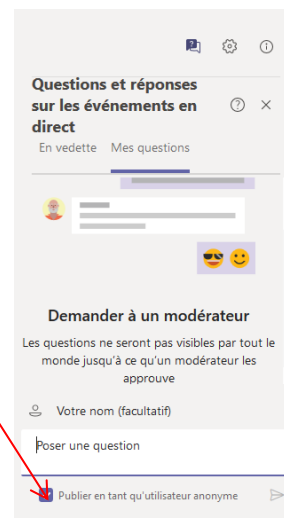 Questions et réponses
sur les événements en
direct
En vedette Mes questions
Demander à un modérateur
Les questions ne seront pas visibles par tout le
monde jusqu'à ce qu'un modérateur les
approuve
Votre nom (facultatif)
Poser une question
Publier en tant qu'utilisateur anonyme